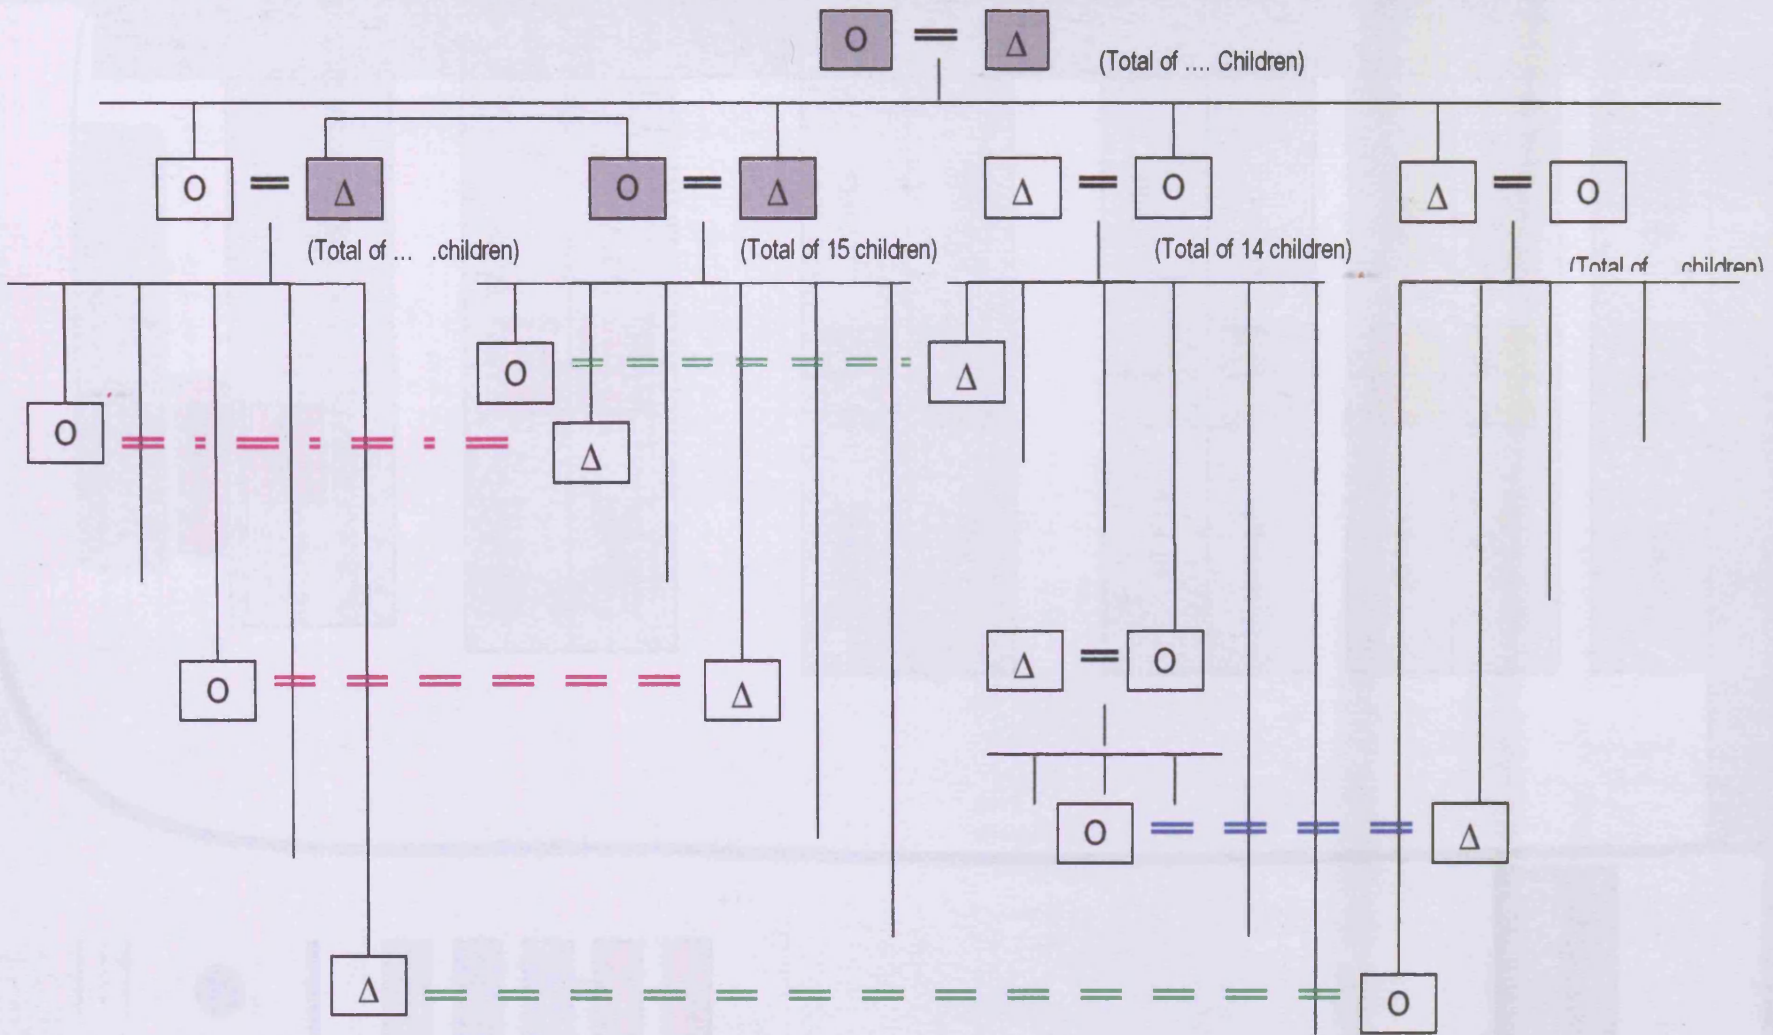 O = Δ
(Total of .... Children)
O = Δ O = Δ Δ = O Δ = O
(Total of ... .children) (Total of 15 children) (Total of 14 children) (Total of children)
O Δ
O Δ
Δ O
O Δ
O Δ
Δ O